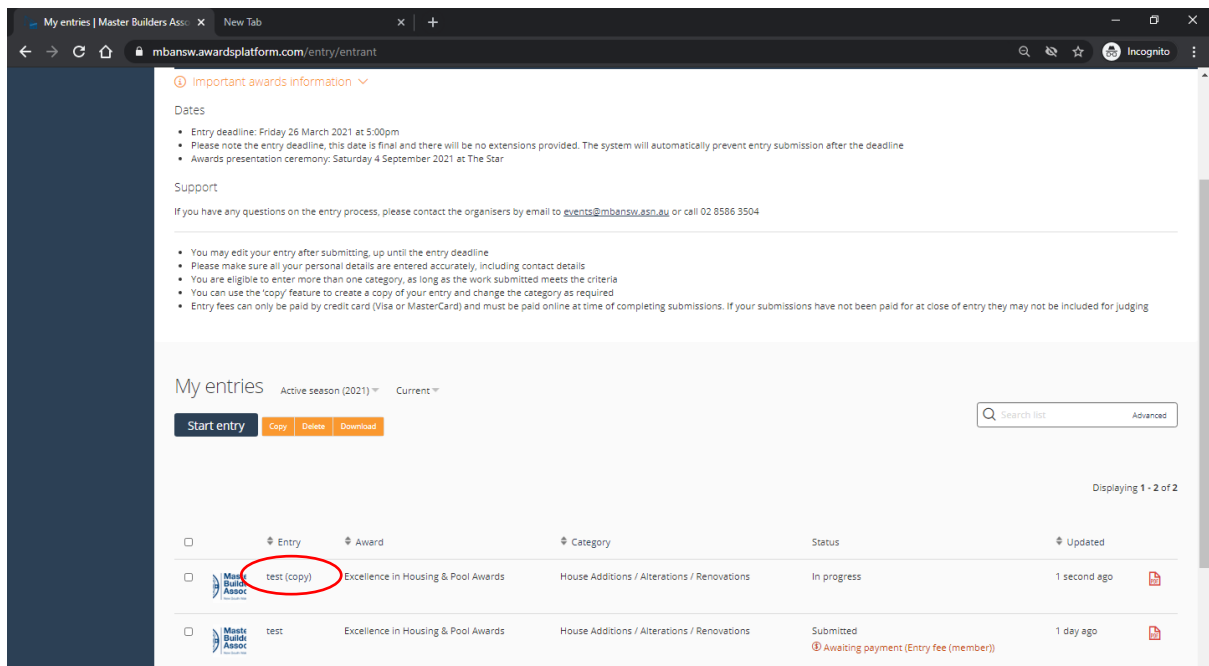 My entries | Master Builders Asso
New Tab
mbansw.awardsplatform.com/entry/entrant
Incognito
Important awards information
Dates
• Entry deadline: Friday 26 March 2021 at 5:00pm
• Please note the entry deadline, this date is final and there will be no extensions provided. The system will automatically prevent entry submission after the deadline
• Awards presentation ceremony: Saturday 4 September 2021 at The Star
Support
If you have any questions on the entry process, please contact the organisers by email to events@mbansw.asn.au or call 02 8586 3504
• You may edit your entry after submitting, up until the entry deadline
• Please make sure all your personal details are entered accurately, including contact details
• You are eligible to enter more than one category, as long as the work submitted meets the criteria
• You can use the 'copy' feature to create a copy of your entry and change the category as required
• Entry fees can only be paid by credit card (Visa or MasterCard) and must be paid online at time of completing submissions. If your submissions have not been paid for at close of entry they may not be included for judging
My entries Active season (2021) Current
Start entry Copy Delete Download
Search list Advanced
Displaying 1 - 2 of 2
Entry Award Category Status Updated
test (copy) Excellence in Housing & Pool Awards House Additions / Alterations / Renovations In progress 1 second ago
Maste
Builde
Assoc
test Excellence in Housing & Pool Awards House Additions / Alterations / Renovations Submitted 1 day ago
Awaiting payment (Entry fee (member))
Maste
Builde
Assoc